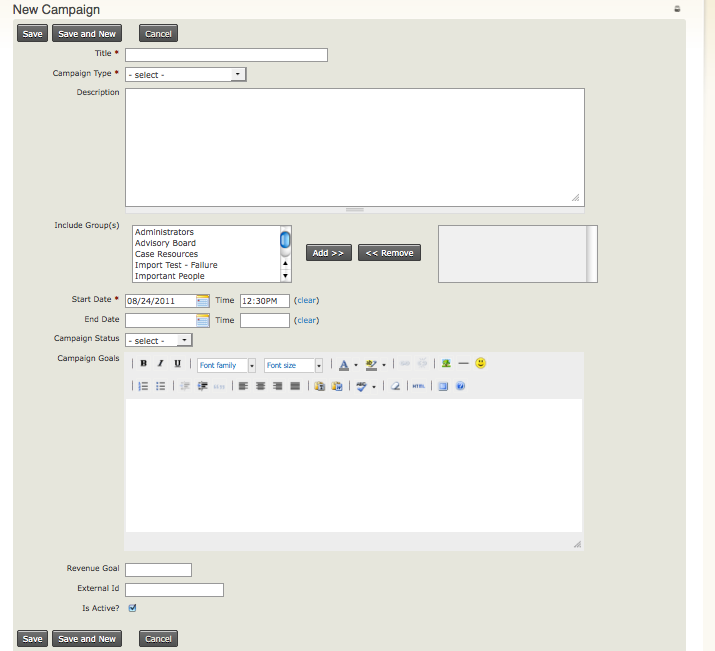 New Campaign
Save Save and New Cancel
Title *
Campaign Type * - select -
Description
Include Group(s)
Administrators
Advisory Board
Case Resources
Import Test - Failure
Important People
Add >> << Remove
Start Date * 08/24/2011 Time 12:30PM (clear)
End Date Time (clear)
Campaign Status - select -
Campaign Goals
B I U Font family Font size A
ABC HTML
Revenue Goal
External Id
Is Active?
Save Save and New Cancel